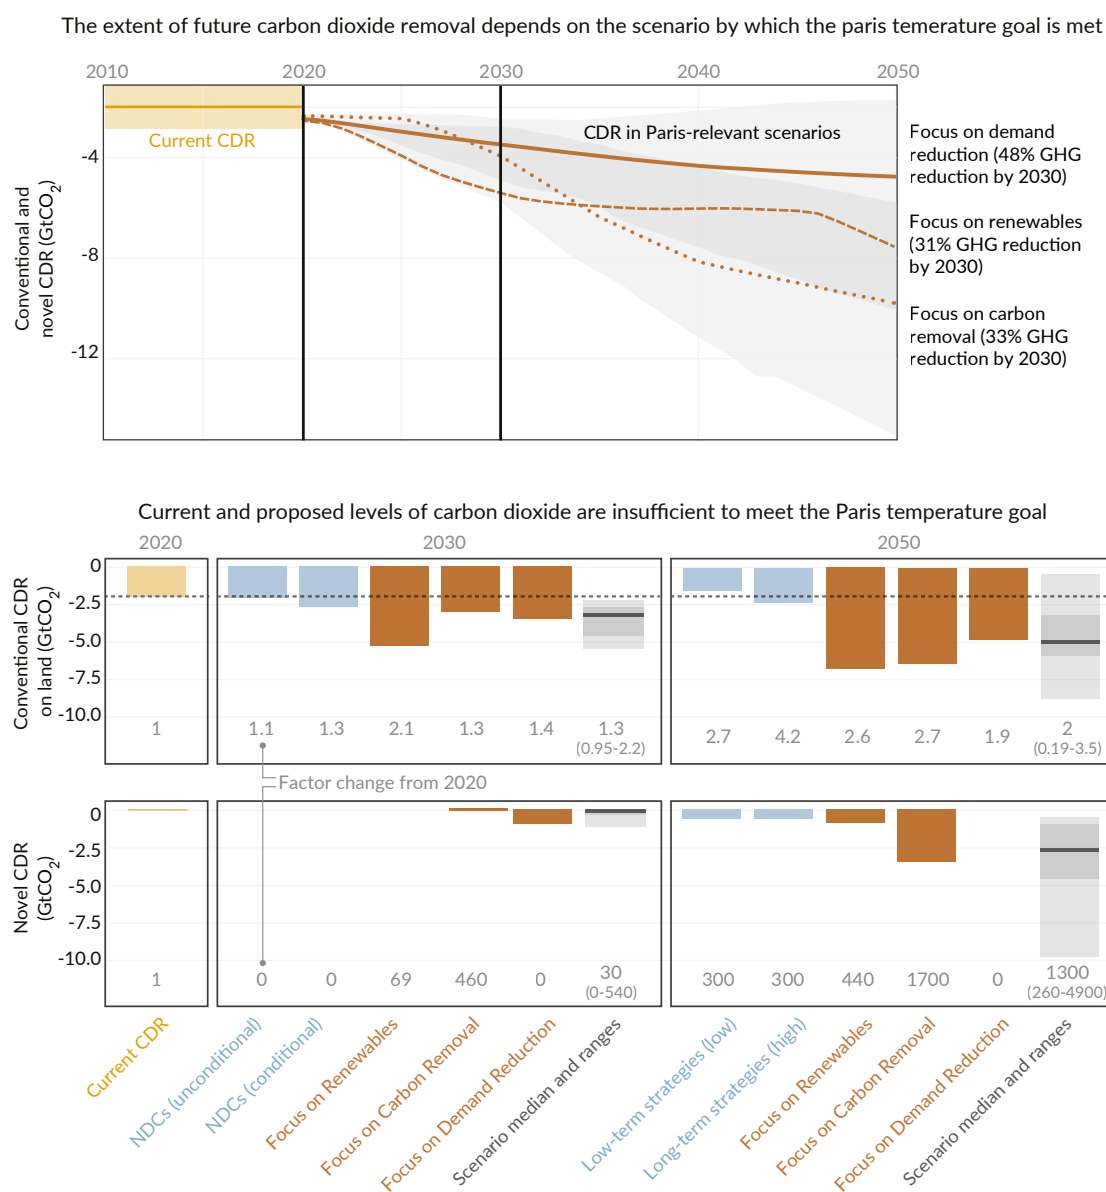 The extent of future carbon dioxide removal depends on the scenario by which the paris temerature goal is met
2010 2020 2030 2040 2050
Current CDR
CDR in Paris-relevant scenarios
-4
-8
-12
Conventional and
novel CDR (GtCO2)
Focus on demand
reduction (48% GHG
reduction by 2030)
Focus on renewables
(31% GHG reduction
by 2030)
Focus on carbon
removal (33% GHG
reduction by 2030)
Current and proposed levels of carbon dioxide are insufficient to meet the Paris temperature goal
2020 2030 2050
Conventional CDR
on land (GtCO2)
0
-2.5
-5.0
-7.5
-10.0
1 1.1 1.3 2.1 1.3 1.4 1.3 2.7 4.2 2.6 2.7 1.9 2
(0.95-2.2) (0.19-3.5)
Factor change from 2020
Novel CDR
(GtCO2)
0
-2.5
-5.0
-7.5
-10.0
1 0 0 69 460 0 30 300 300 440 1700 0 1300
(0-540) (260-4900)
Current CDR
NDCs (unconditional)
NDCs (conditional)
Focus on Renewables
Focus on Carbon Removal
Focus on Demand Reduction
Scenario median and ranges
Low-term strategies (low)
Long-term strategies (high)
Focus on Renewables
Focus on Carbon Removal
Focus on Demand Reduction
Scenario median and ranges